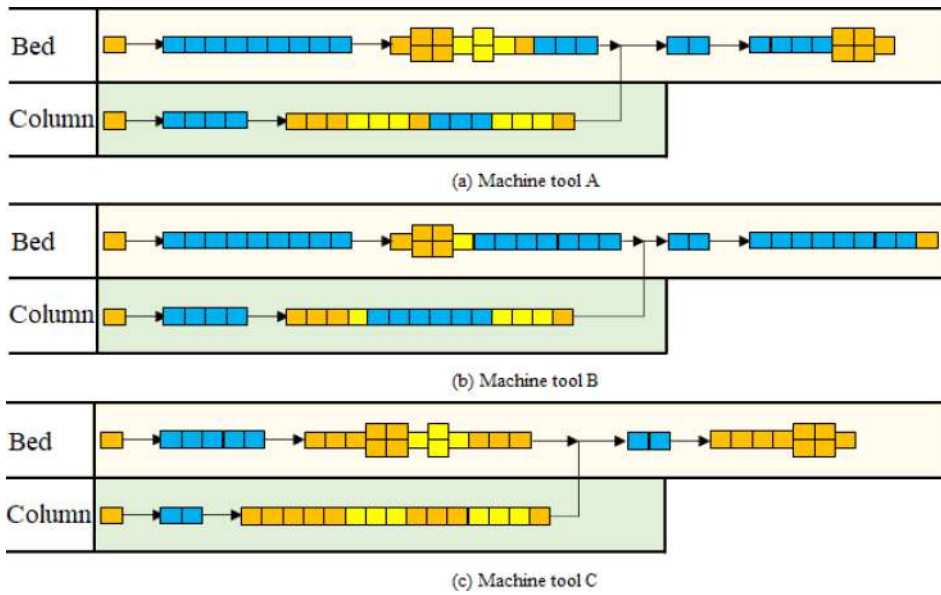 Bed
Column
(a) Machine tool A
Bed
Column
(b) Machine tool B
Bed
Column
(c) Machine tool C